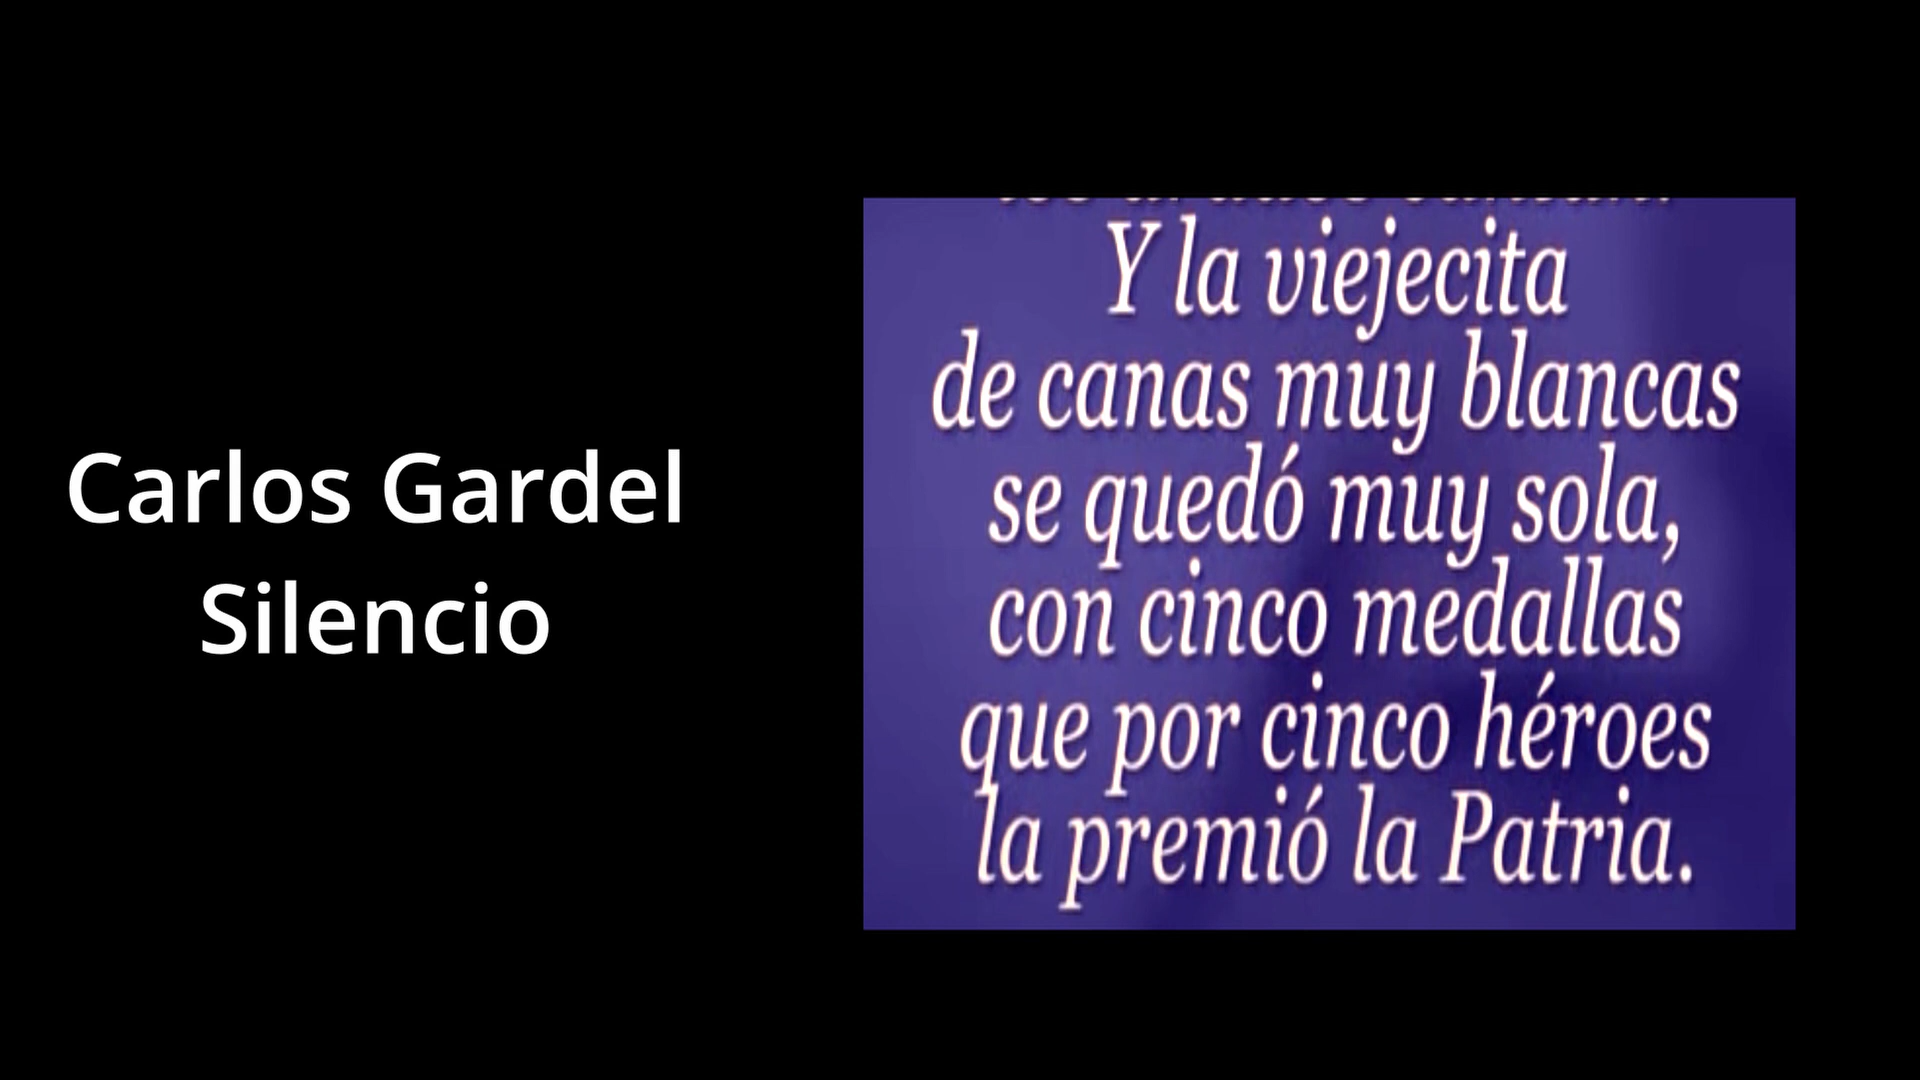 Carlos Gardel
Silencio
Y la viejecita
de canas muy blancas
se quedó muy sola,
con cinco medallas
que por cinco héroes
la premió la Patria.